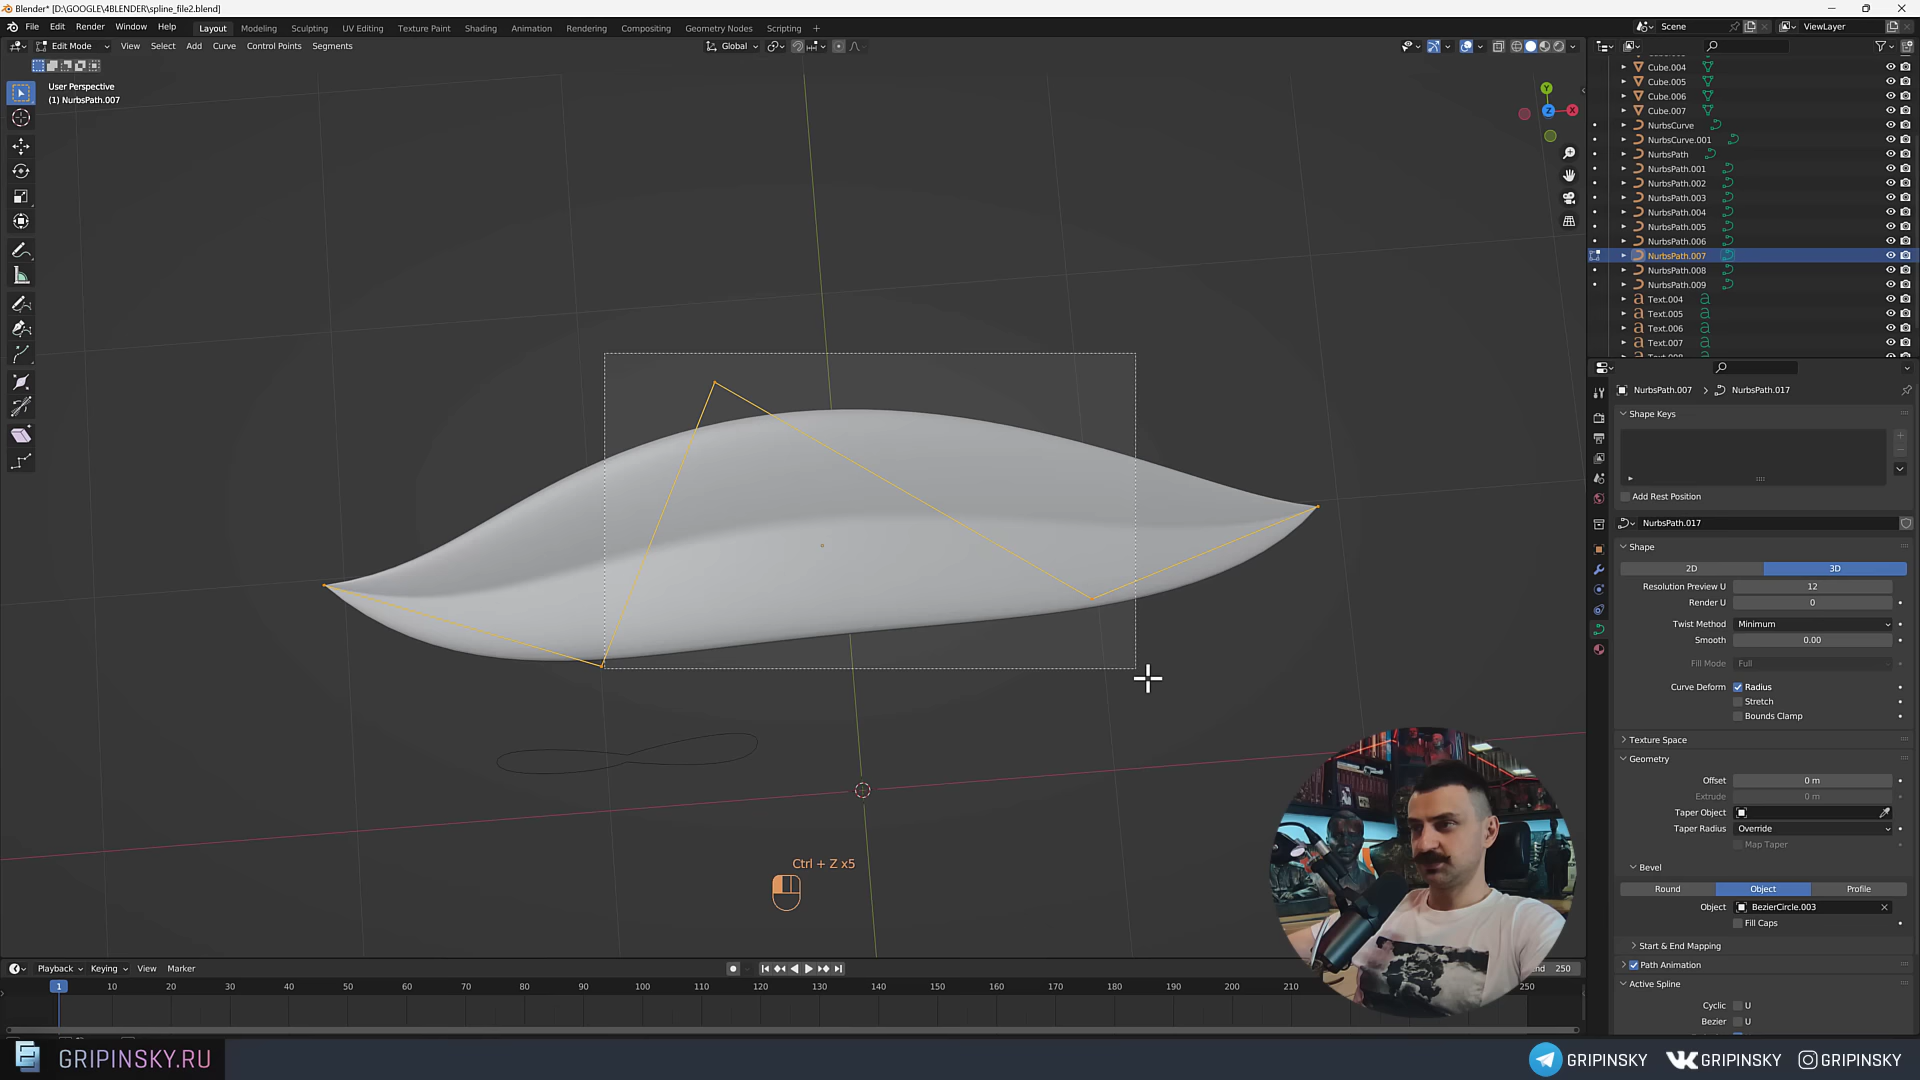 Blender* [D:\GOOGLE\4BLENDER\spline_file2.blend]
File Edit Render Window Help
Layout Modeling Sculpting UV Editing Texture Paint Shading Animation Rendering Compositing Geometry Nodes Scripting +
Scene
ViewLayer
Edit Mode View Select Add Curve Control Points Segments
Global
User Perspective
(1) NurbsPath.007
Y
Z
X
Cube.004
Cube.005
Cube.006
Cube.007
NurbsCurve
NurbsCurve.001
NurbsPath
NurbsPath.001
NurbsPath.002
NurbsPath.003
NurbsPath.004
NurbsPath.005
NurbsPath.006
NurbsPath.007
NurbsPath.008
NurbsPath.009
Text.004
Text.005
Text.006
Text.007
NurbsPath.007 > NurbsPath.017
Shape Keys
Add Rest Position
NurbsPath.017
Shape
2D 3D
Resolution Preview U 12
Render U 0
Twist Method Minimum
Smooth 0.00
Fill Mode Full
Curve Deform Radius
Stretch
Bounds Clamp
Texture Space
Geometry
Offset 0 m
Extrude 0 m
Taper Object
Taper Radius Override
Map Taper
Bevel
Round Object Profile
Object BezierCircle.003
Fill Caps
Start & End Mapping
Path Animation
Active Spline
Cyclic U
Bezier U
Ctrl + Z x5
Playback Keying View Marker
250
1 10 20 30 40 50 60 70 80 90 100 110 120 130 140 150 160 170 180 190 200 210 250
GRIPINSKY.RU
GRIPINSKY GRIPINSKY GRIPINSKY